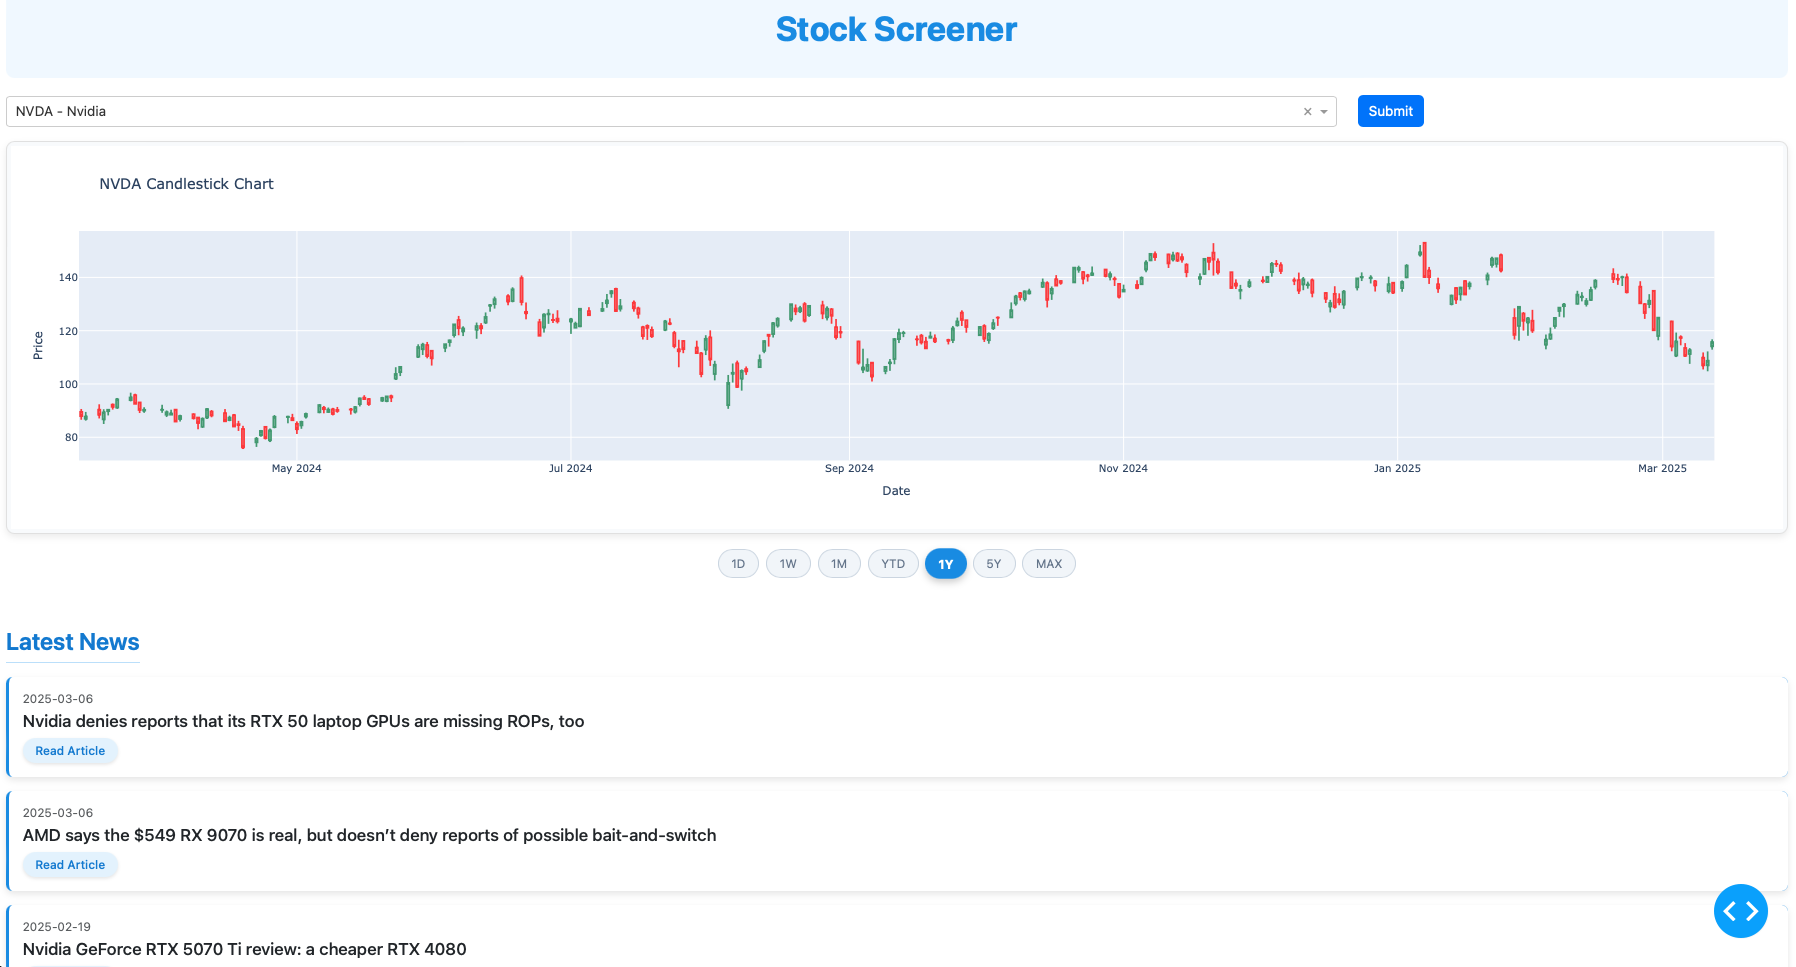 Stock Screener
NVDA - Nvidia
×
Submit
NVDA Candlestick Chart
140
120
100
80
Price
May 2024
Jul 2024
Sep 2024
Nov 2024
Jan 2025
Mar 2025
Date
1D
1W
1M
YTD
1Y
5Y
MAX
Latest News
2025-03-06
Nvidia denies reports that its RTX 50 laptop GPUs are missing ROPs, too
Read Article
2025-03-06
AMD says the $549 RX 9070 is real, but doesn’t deny reports of possible bait-and-switch
Read Article
2025-02-19
Nvidia GeForce RTX 5070 Ti review: a cheaper RTX 4080